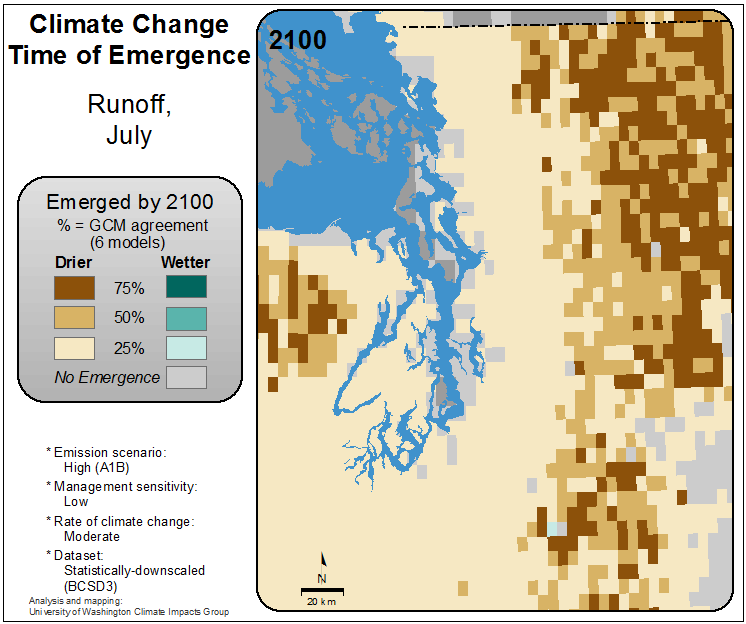 Climate Change
Time of Emergence
Runoff,
July
Emerged by 2100
% = GCM agreement
(6 models)
Drier Wetter
75%
50%
25%
No Emergence
* Emission scenario:
High (A1B)
* Management sensitivity:
Low
* Rate of climate change:
Moderate
* Dataset:
Statistically-downscaled
(BCSD3)
Analysis and mapping:
University of Washington Climate Impacts Group
2100
N
20 km